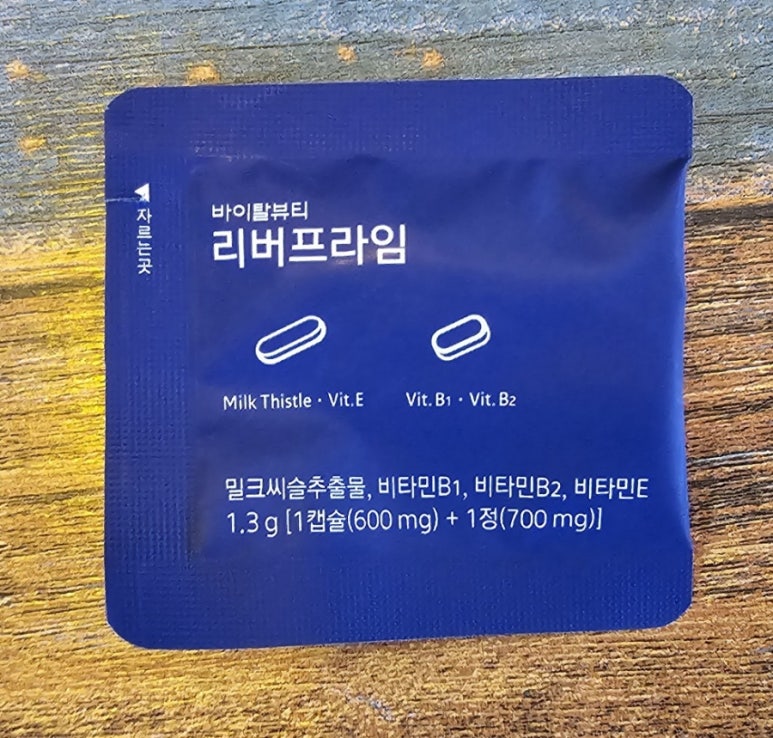 ◀자르는곳
바이탈뷰티
리버프라임
Milk Thistle · Vit.E
Vit. B1 · Vit. B2
밀크씨슬추출물, 비타민B1, 비타민B2, 비타민E
1.3 g [1캡슐(600 mg) + 1정(700 mg)]